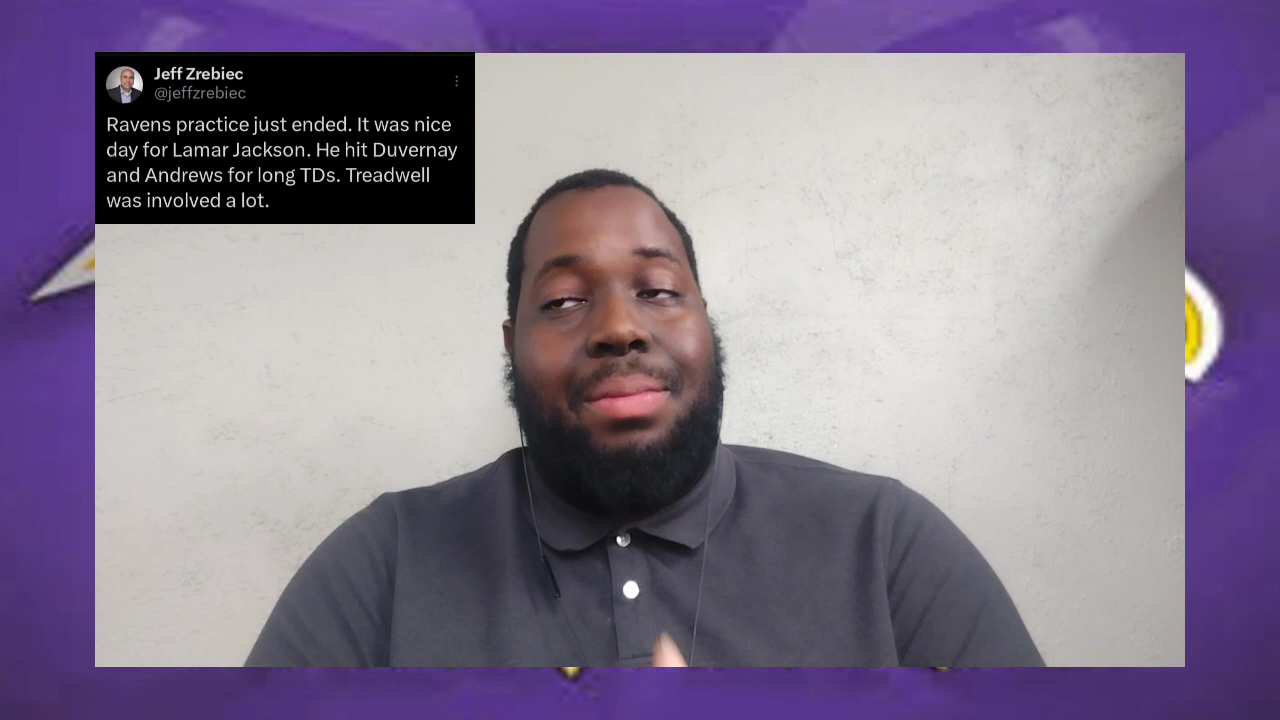 Jeff Zrebiec
@jeffzrebiec
Ravens practice just ended. It was nice
day for Lamar Jackson. He hit Duvernay
and Andrews for long TDs. Treadwell
was involved a lot.